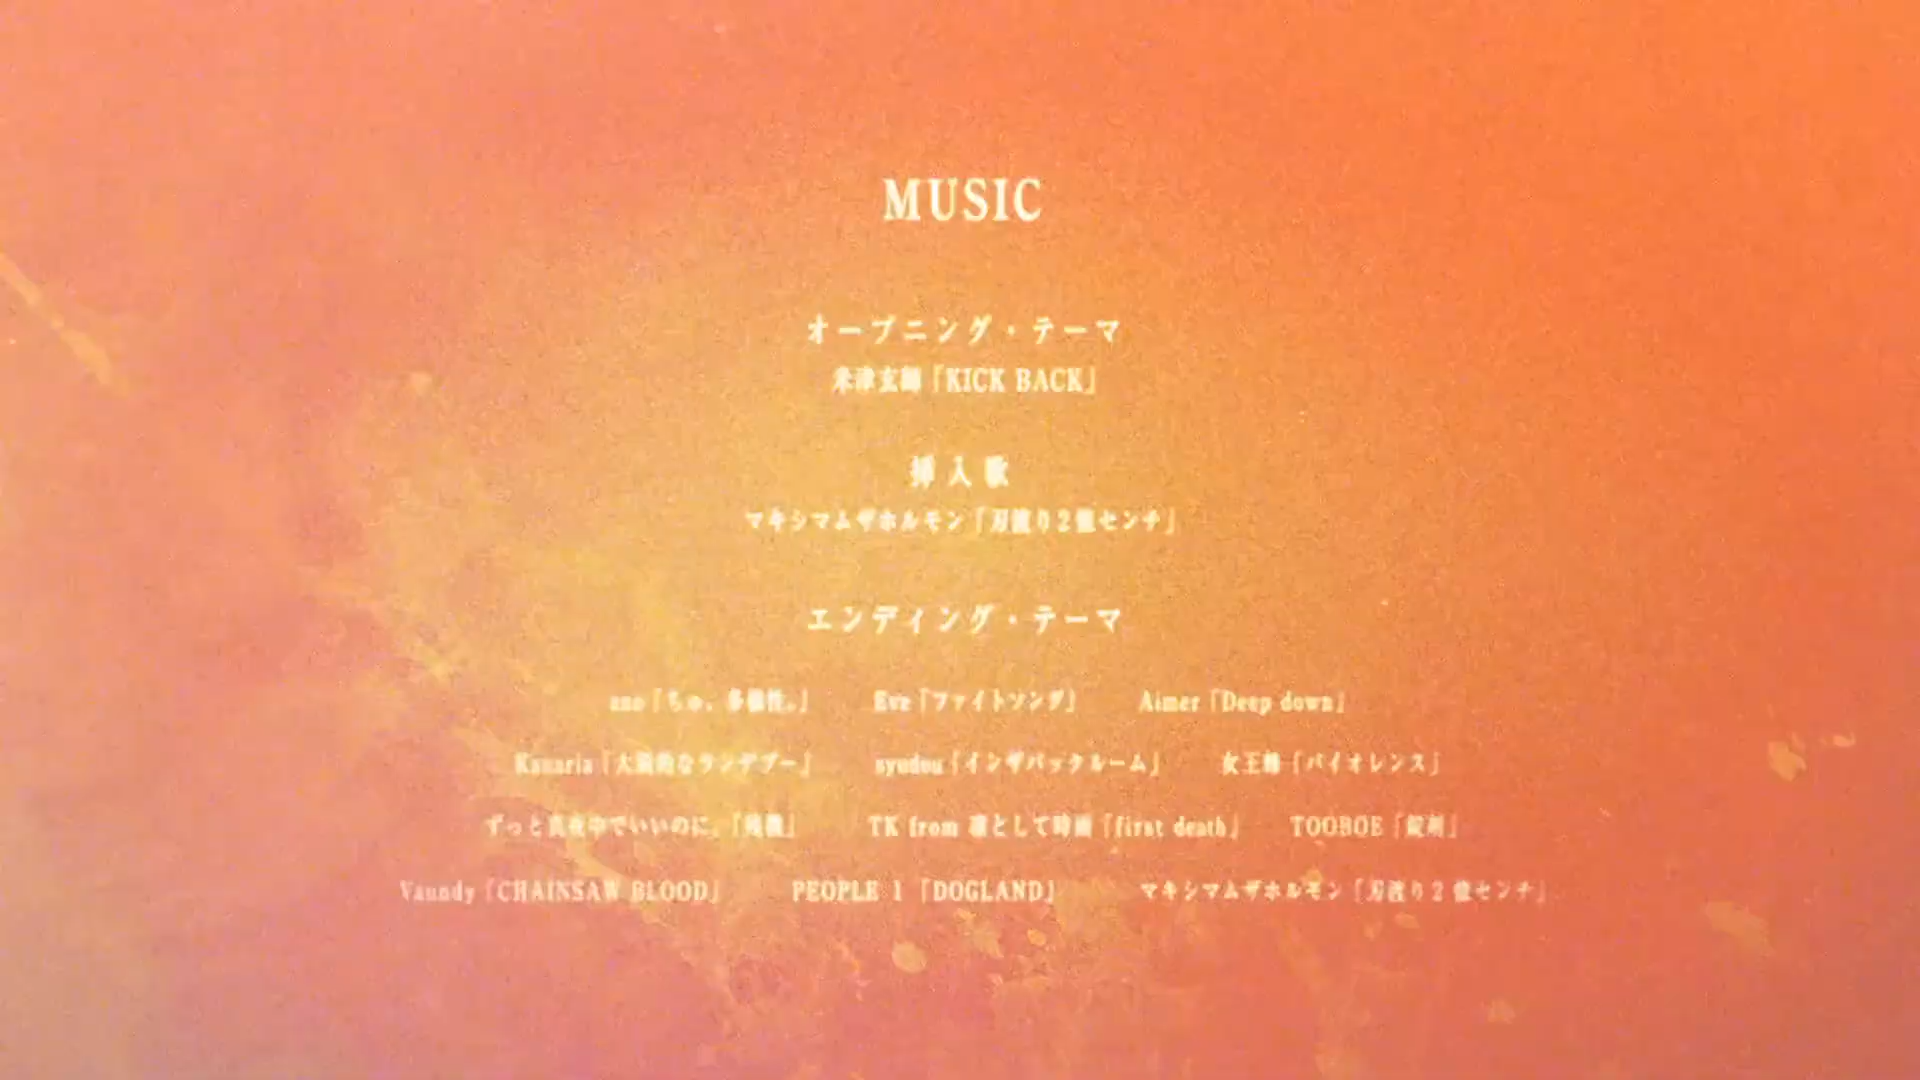 MUSIC
オープニング・テーマ
米津玄師「KICK BACK」
挿入歌
マキシマムザホルモン「刃渡り2億センチ」
エンディング・テーマ
ano「ちゅ、多様性。」 Eve「ファイトソング」 Aimer「Deep down」
Kanaria「大脳的なランデブー」 syudou「インザバックルーム」 女王蜂「バイオレンス」
ずっと真夜中でいいのに。「残機」 TK from 凛として時雨「first death」 TOOBOE「錠剤」
Vaundy「CHAINSAW BLOOD」 PEOPLE 1「DOGLAND」 マキシマムザホルモン「刃渡り2億センチ」